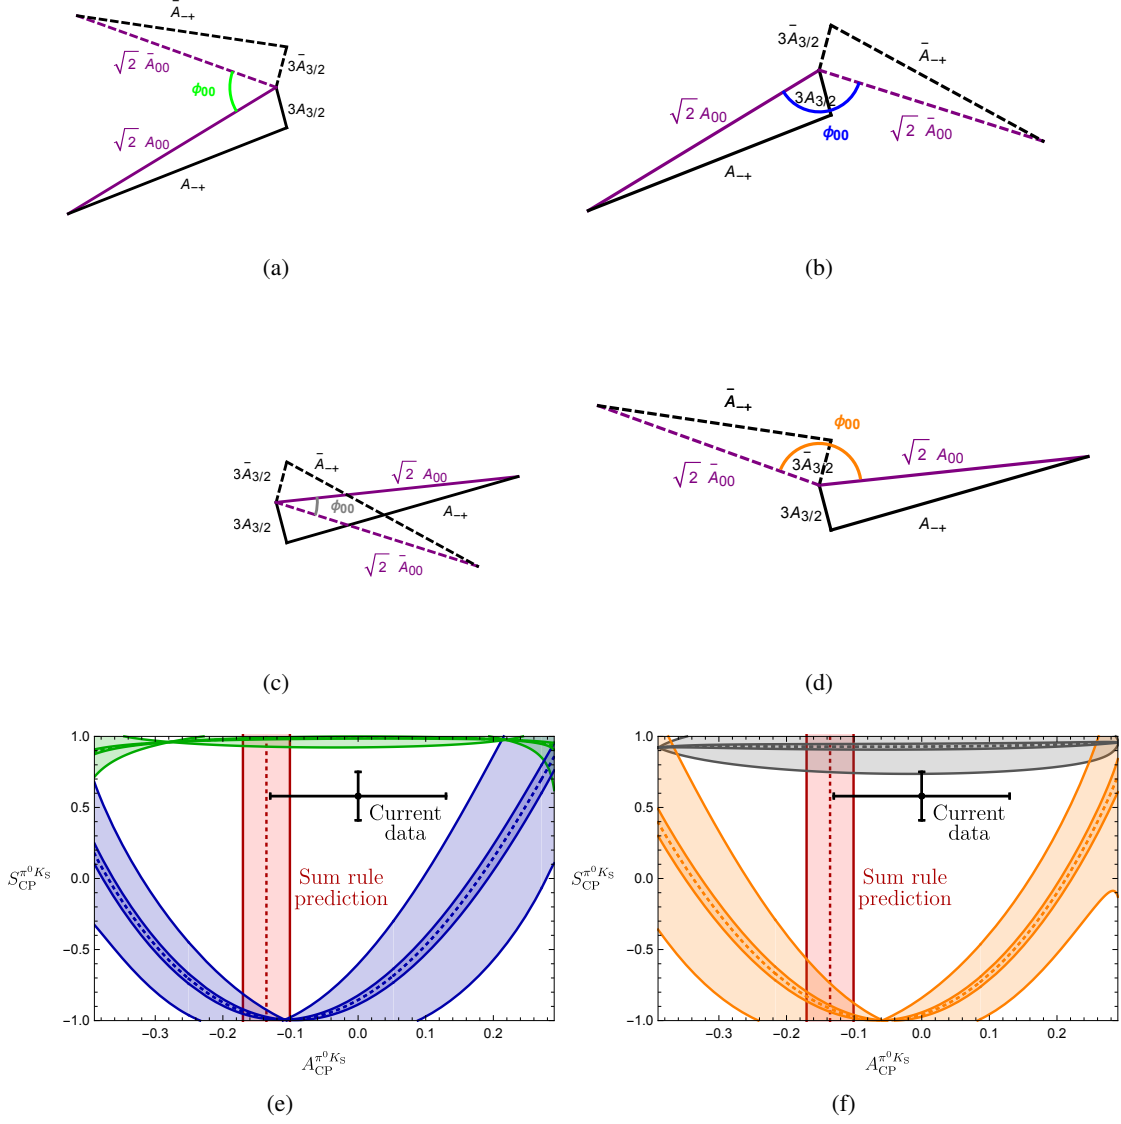 Ā₋₊
√2 Ā₀₀
3Ā₃/₂
ϕ₀₀
3A₃/₂
√2 A₀₀
A₋₊
(a)
3Ā₃/₂
Ā₋₊
√2 A₀₀
3A₃/₂
ϕ₀₀
√2 Ā₀₀
A₋₊
(b)
3Ā₃/₂
Ā₋₊
√2 A₀₀
ϕ₀₀
3A₃/₂
A₋₊
√2 Ā₀₀
(c)
Ā₋₊
ϕ₀₀
3Ā₃/₂
√2 A₀₀
√2 Ā₀₀
3A₃/₂
A₋₊
(d)
1.0
0.5
0.0
−0.5
−1.0
S_CP^{π⁰K_S}
Current
data
Sum rule
prediction
−0.3 −0.2 −0.1 0.0 0.1 0.2
A_CP^{π⁰K_S}
(e)
1.0
0.5
0.0
−0.5
−1.0
S_CP^{π⁰K_S}
Current
data
Sum rule
prediction
−0.3 −0.2 −0.1 0.0 0.1 0.2
A_CP^{π⁰K_S}
(f)